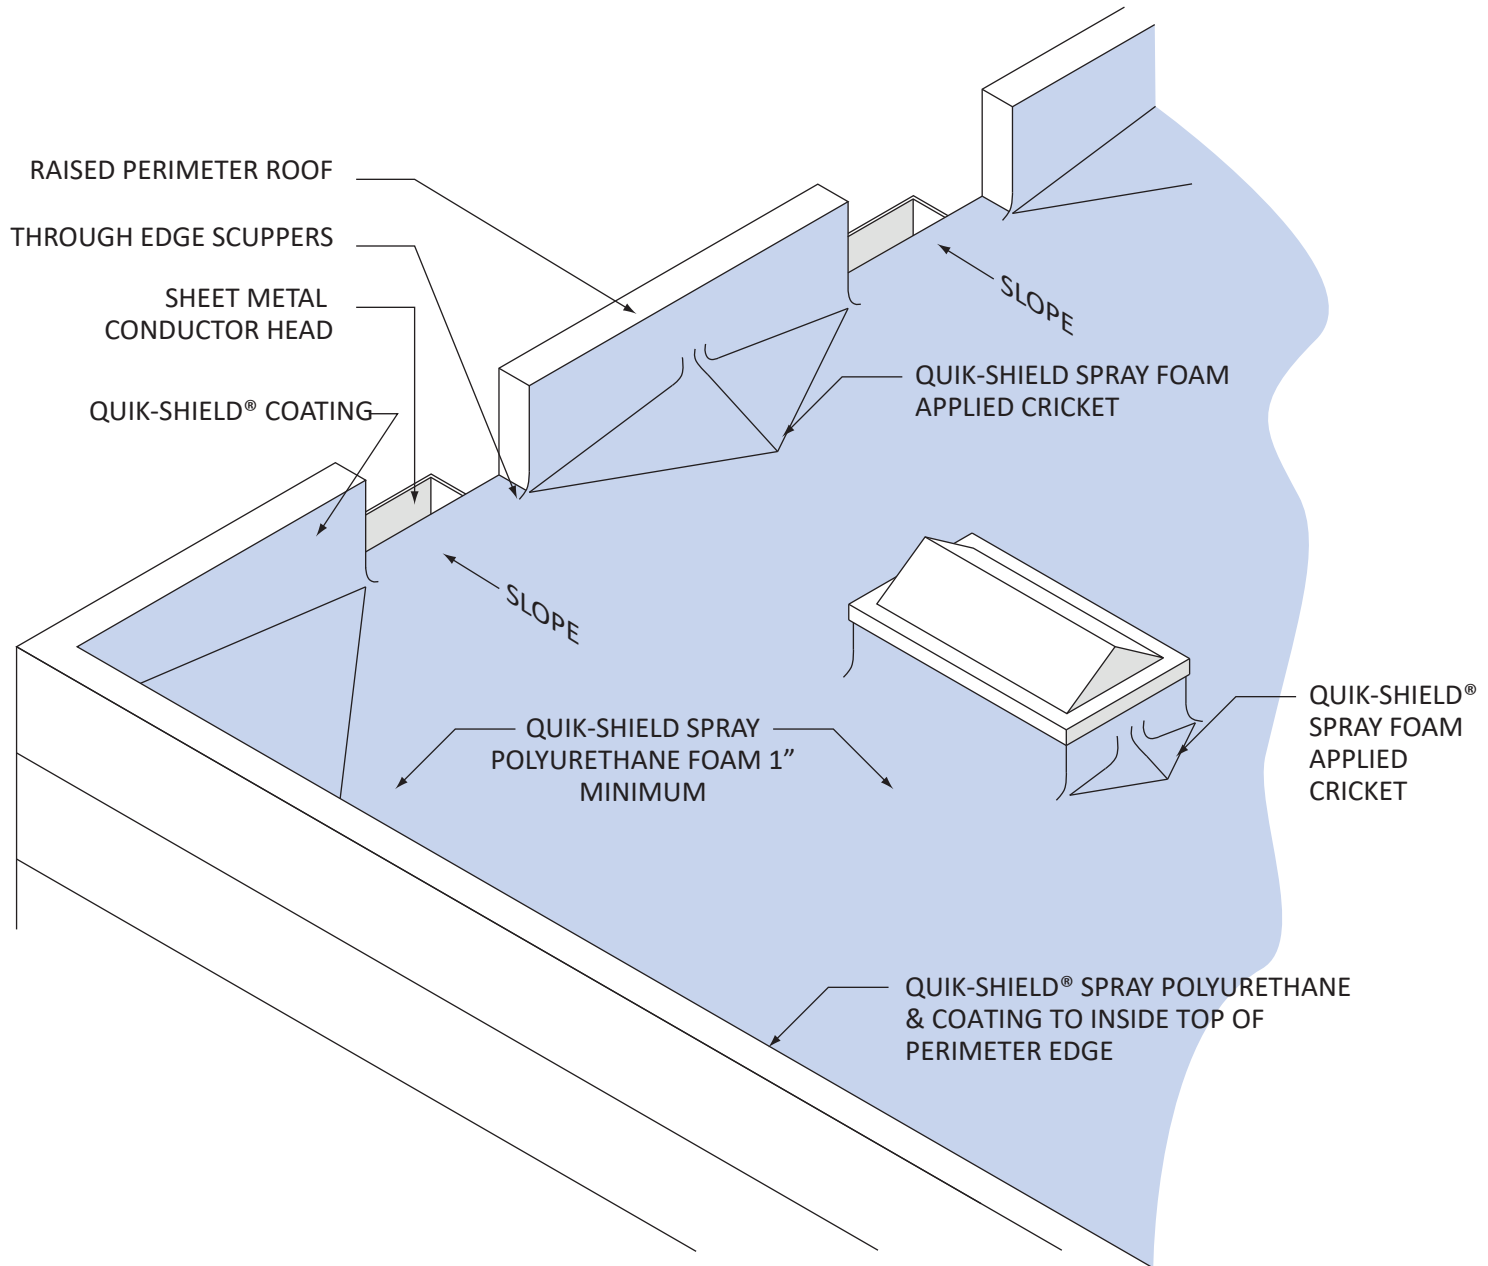 RAISED PERIMETER ROOF
THROUGH EDGE SCUPPERS
SHEET METAL
CONDUCTOR HEAD
QUIK-SHIELD® COATING
SLOPE
QUIK-SHIELD SPRAY FOAM
APPLIED CRICKET
SLOPE
QUIK-SHIELD®
SPRAY FOAM
APPLIED
CRICKET
QUIK-SHIELD SPRAY
POLYURETHANE FOAM 1”
MINIMUM
QUIK-SHIELD® SPRAY POLYURETHANE
& COATING TO INSIDE TOP OF
PERIMETER EDGE